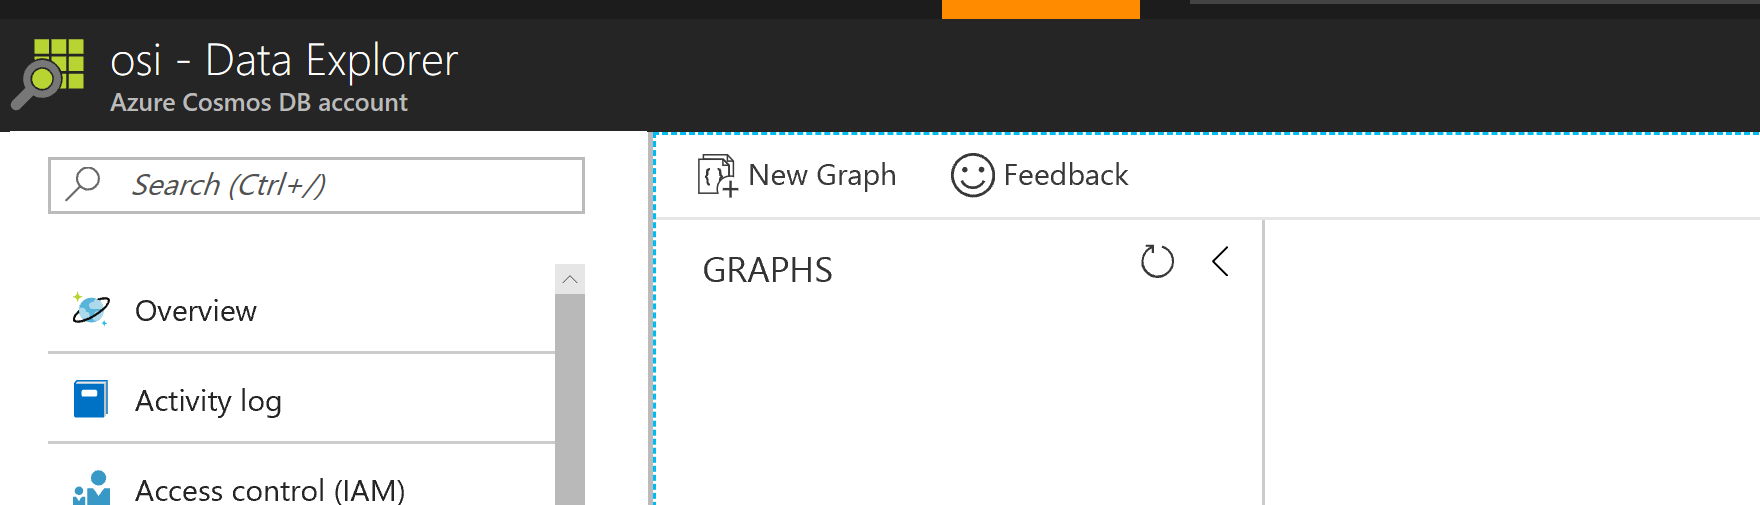 osi - Data Explorer
Azure Cosmos DB account
Search (Ctrl+/)
New Graph
Feedback
GRAPHS
Overview
Activity log
Access control (IAM)